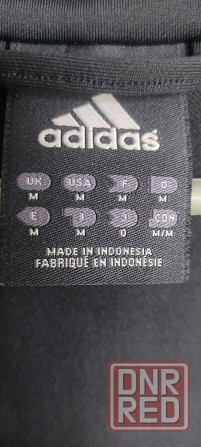 adidas
UK USA F D
M M M M
E I J CON
M M O M/M
MADE IN INDONESIA
FABRIQUÉ EN INDONÉSIE
DNR
RED